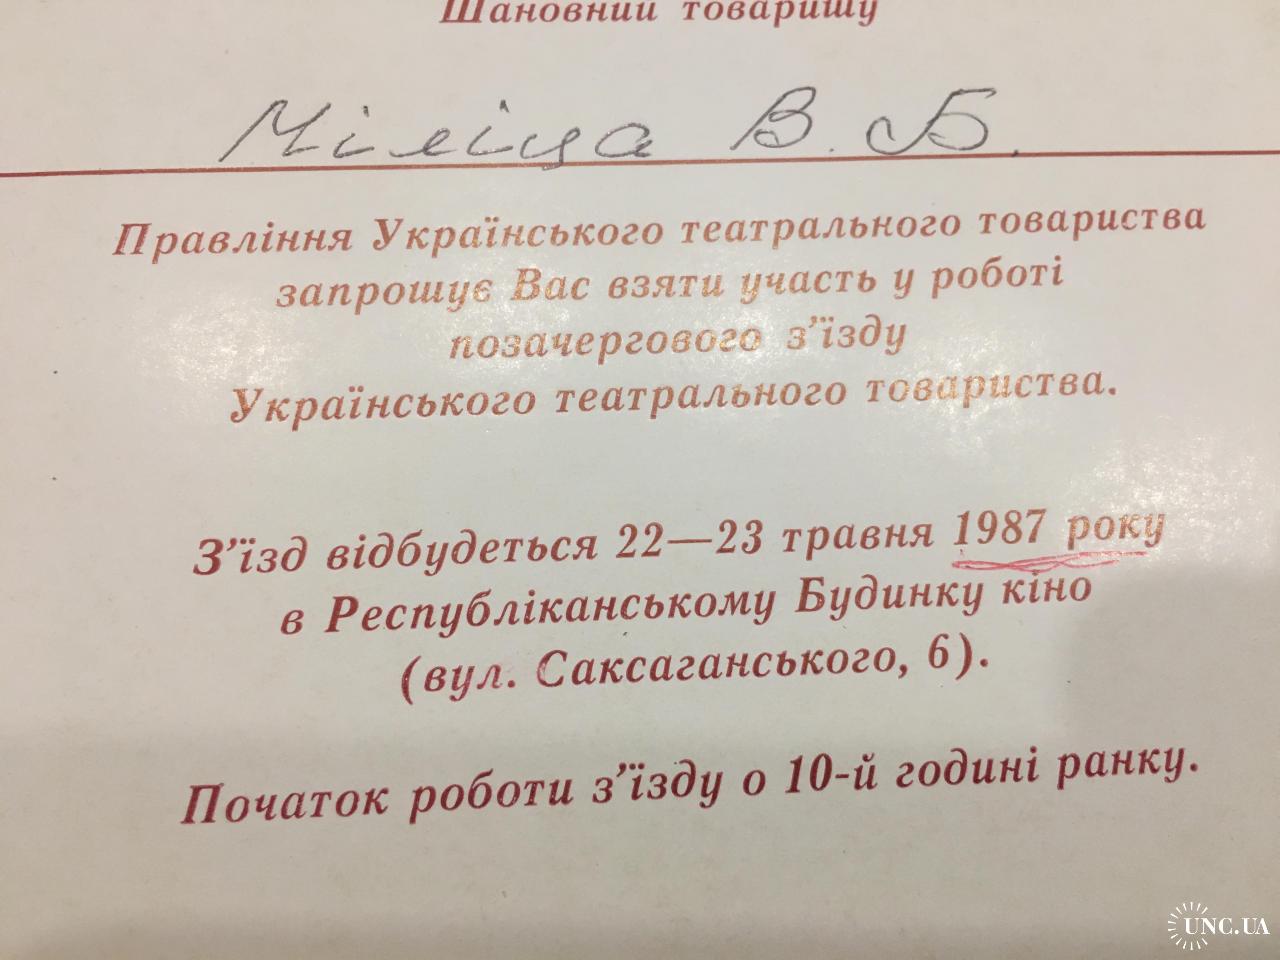 Шановний товаришу
Міліца В. Б.
Правління Українського театрального товариства
запрошує Вас взяти участь у роботі
позачергового з'їзду
Українського театрального товариства.
З'їзд відбудеться 22—23 травня 1987 року
в Республіканському Будинку кіно
(вул. Саксаганського, 6).
Початок роботи з'їзду о 10-й годині ранку.
UNC.UA